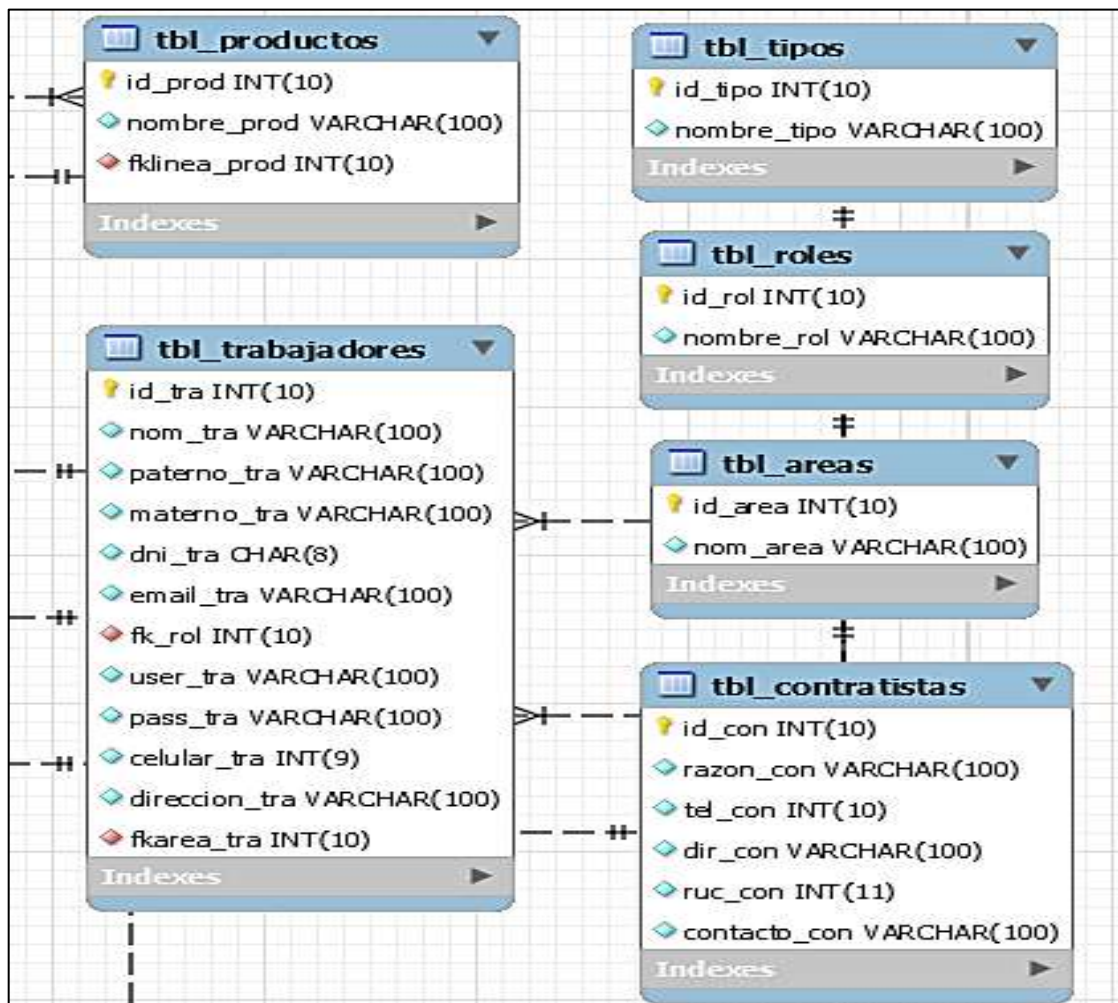 tbl_productos
id_prod INT(10)
nombre_prod VARCHAR(100)
fklinea_prod INT(10)
Indexes
tbl_trabajadores
id_tra INT(10)
nom_tra VARCHAR(100)
paterno_tra VARCHAR(100)
materno_tra VARCHAR(100)
dni_tra CHAR(8)
email_tra VARCHAR(100)
fk_rol INT(10)
user_tra VARCHAR(100)
pass_tra VARCHAR(100)
celular_tra INT(9)
direccion_tra VARCHAR(100)
fkarea_tra INT(10)
Indexes
tbl_tipos
id_tipo INT(10)
nombre_tipo VARCHAR(100)
Indexes
tbl_roles
id_rol INT(10)
nombre_rol VARCHAR(100)
Indexes
tbl_areas
id_area INT(10)
nom_area VARCHAR(100)
Indexes
tbl_contratistas
id_con INT(10)
razon_con VARCHAR(100)
tel_con INT(10)
dir_con VARCHAR(100)
ruc_con INT(11)
contacto_con VARCHAR(100)
Indexes